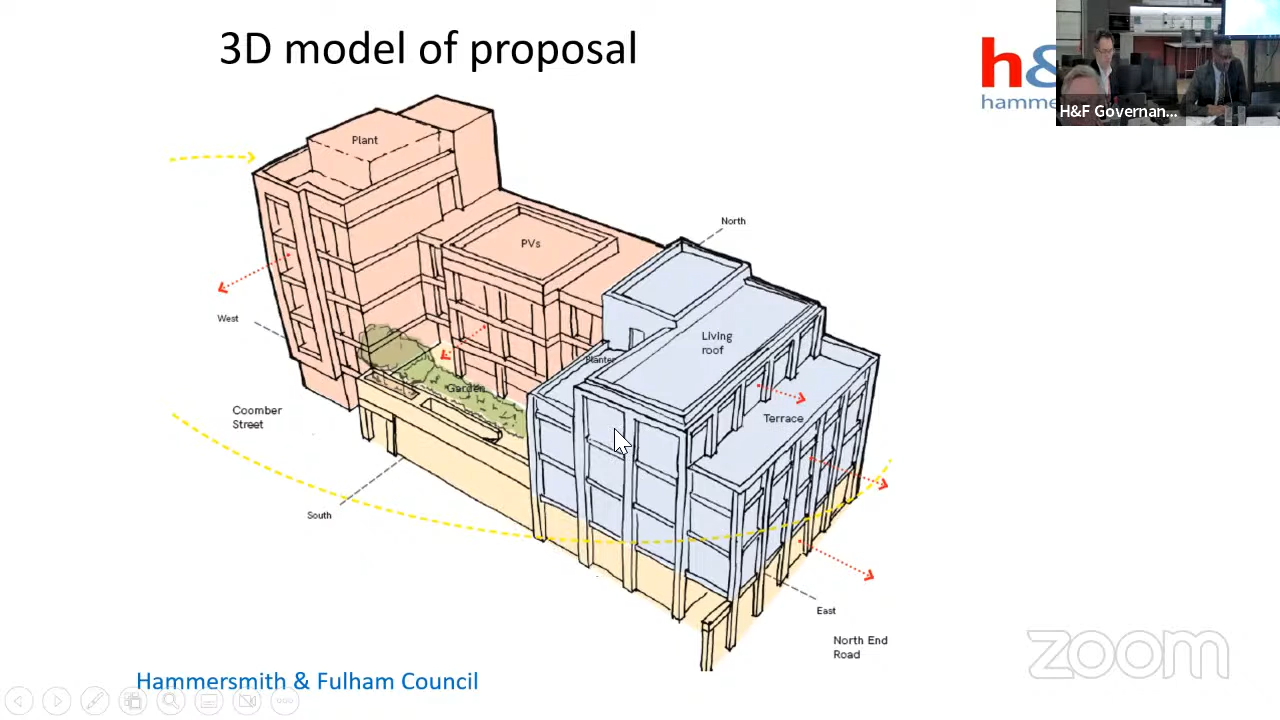 3D model of proposal
h&
hamme
H&F Governan...
Plant
PVs
North
West
Living
roof
Planter
Garden
Terrace
Coomber
Street
South
East
North End
Road
zoom
Hammersmith & Fulham Council